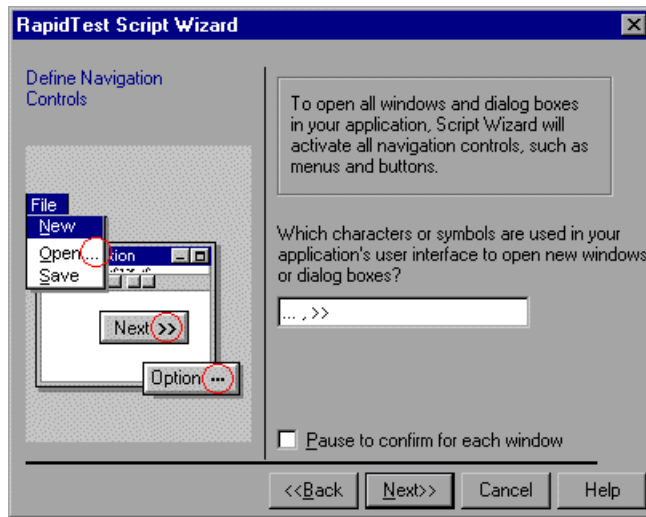 RapidTest Script Wizard
Define Navigation
Controls
To open all windows and dialog boxes
in your application, Script Wizard will
activate all navigation controls, such as
menus and buttons.
File
New
Open...
Save
Next >>
Option ...
Which characters or symbols are used in your
application's user interface to open new windows
or dialog boxes?
... , >>
Pause to confirm for each window
<<Back
Next>>
Cancel
Help